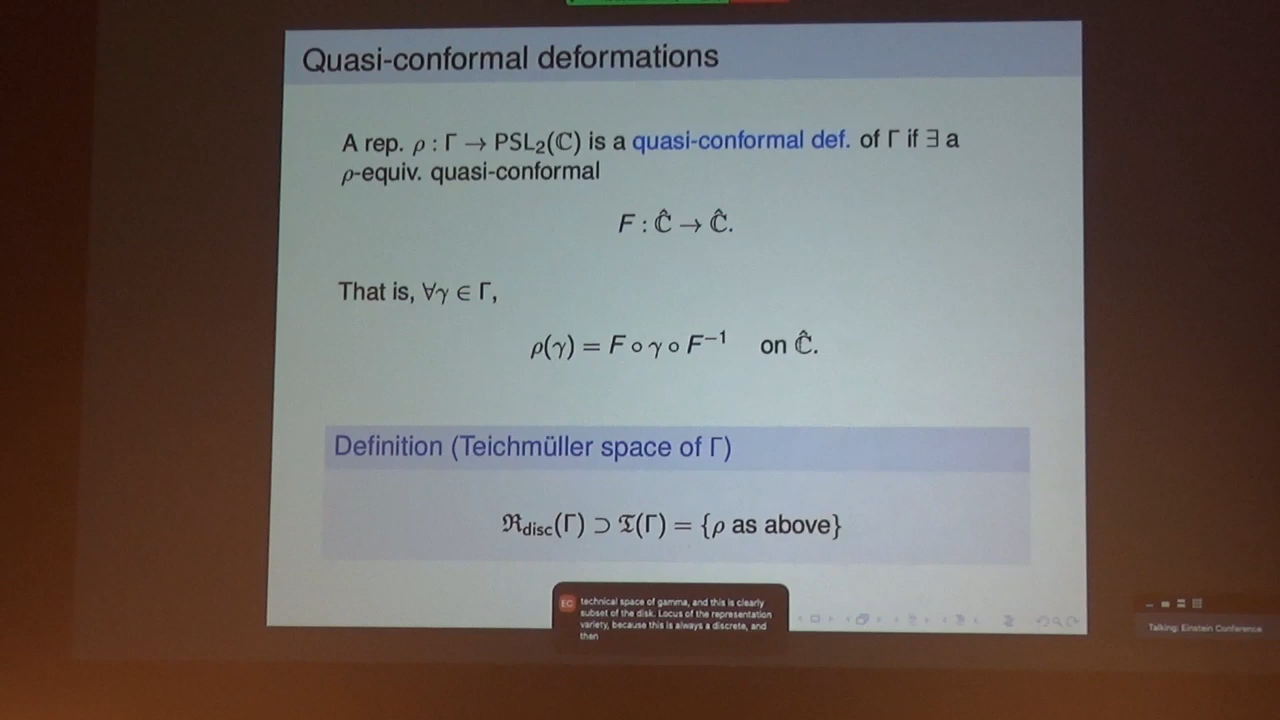 Quasi-conformal deformations
A rep. ρ : Γ → PSL₂(ℂ) is a quasi-conformal def. of Γ if ∃ a
ρ-equiv. quasi-conformal
F : Ĉ → Ĉ.
That is, ∀γ ∈ Γ,
ρ(γ) = F ∘ γ ∘ F⁻¹ on Ĉ.
Definition (Teichmüller space of Γ)
ℜdisc(Γ) ⊃ 𝔗(Γ) = {ρ as above}
EC
technical space of gamma, and this is clearly
subset of the disk. Locus of the representation
variety, because this is always a discrete, and
then
Talking: Einstein Conference